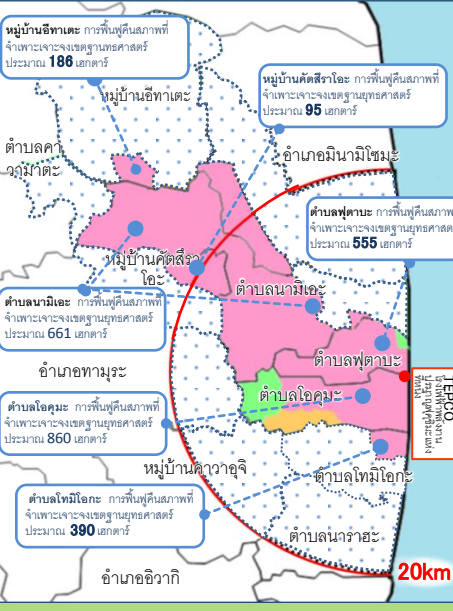 หมู่บ้านอีทาเตะ การฟื้นฟูคืนสภาพที่
จำเพาะเจาะจงเขตฐานยุทธศาสตร์
ประมาณ 186 เฮกตาร์
หมู่บ้านคัตสึราโอะ การฟื้นฟูคืนสภาพที่
จำเพาะเจาะจงเขตฐานยุทธศาสตร์
ประมาณ 95 เฮกตาร์
หมู่บ้านอีทาเตะ
ตำบลคา
วามาตะ
อำเภอมินามิโซมะ
ตำบลฟุตาบะ การฟื้นฟูคืนสภาพ
จำเพาะเจาะจงเขตฐานยุทธศาสต
ประมาณ 555 เฮกตาร์
หมู่บ้านคัตสึรา
โอะ
ตำบลนามิเอะ
ตำบลนามิเอะ การฟื้นฟูคืนสภาพที่
จำเพาะเจาะจงเขตฐานยุทธศาสตร์
ประมาณ 661 เฮกตาร์
ตำบลฟุตาบะ
อำเภอทามุระ
TEPCO
ตำบลโอคุมะ
ตำบลโอคุมะ การฟื้นฟูคืนสภาพที่
จำเพาะเจาะจงเขตฐานยุทธศาสตร์
ประมาณ 860 เฮกตาร์
หมู่บ้านคาวาอุจิ
ตำบลโทมิโอกะ
ตำบลโทมิโอกะ การฟื้นฟูคืนสภาพที่
จำเพาะเจาะจงเขตฐานยุทธศาสตร์
ประมาณ 390 เฮกตาร์
ตำบลนาราฮะ
อำเภออิวากิ
20km